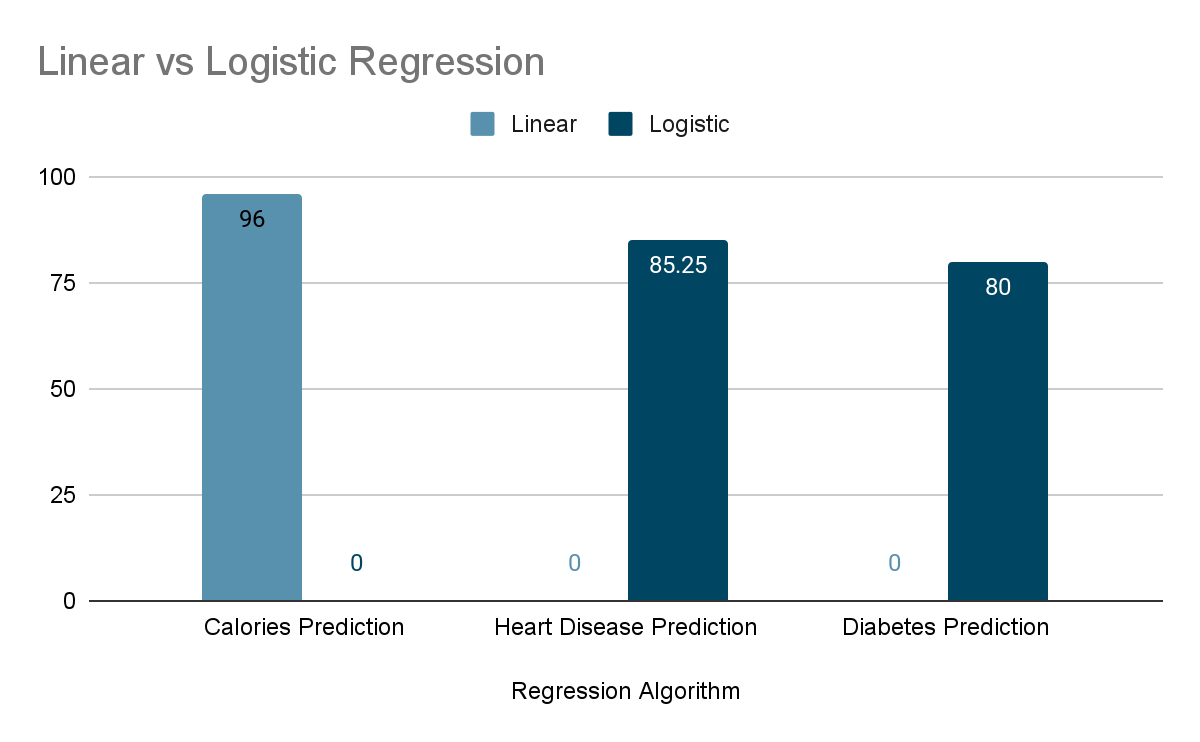 Linear vs Logistic Regression
Linear Logistic
100
75
50
25
0
96
0
0
85.25
0
80
Calories Prediction Heart Disease Prediction Diabetes Prediction
Regression Algorithm